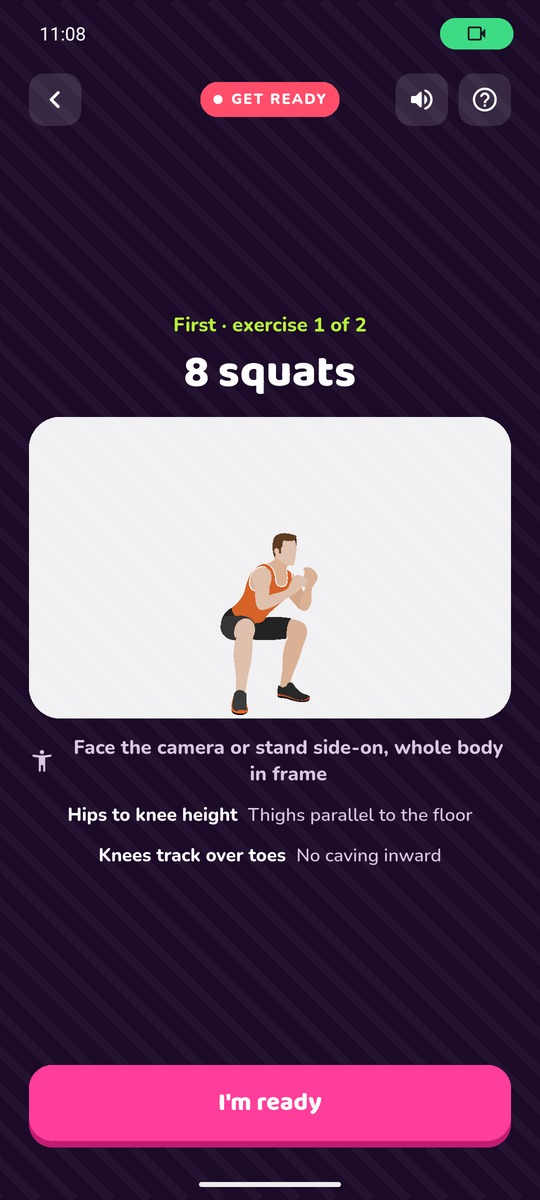 11:08
GET READY
First · exercise 1 of 2
8 squats
Face the camera or stand side-on, whole body
in frame
Hips to knee height Thighs parallel to the floor
Knees track over toes No caving inward
I'm ready